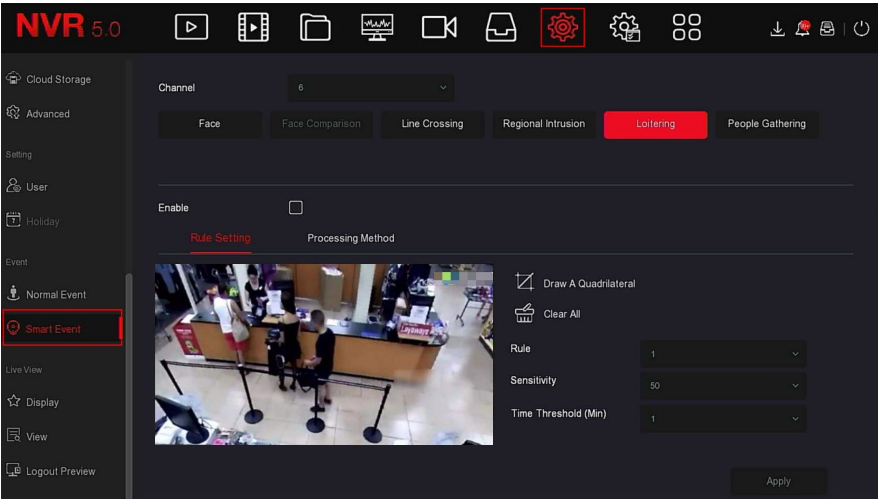 NVR 5.0
99+
Cloud Storage
Advanced
Setting
User
Holiday
Event
Normal Event
Smart Event
Live View
Display
View
Logout Preview
Channel
6
Face
Face Comparison
Line Crossing
Regional Intrusion
Loitering
People Gathering
Enable
Rule Setting
Processing Method
Layaways
Draw A Quadrilateral
Clear All
Rule
1
Sensitivity
50
Time Threshold (Min)
1
Apply